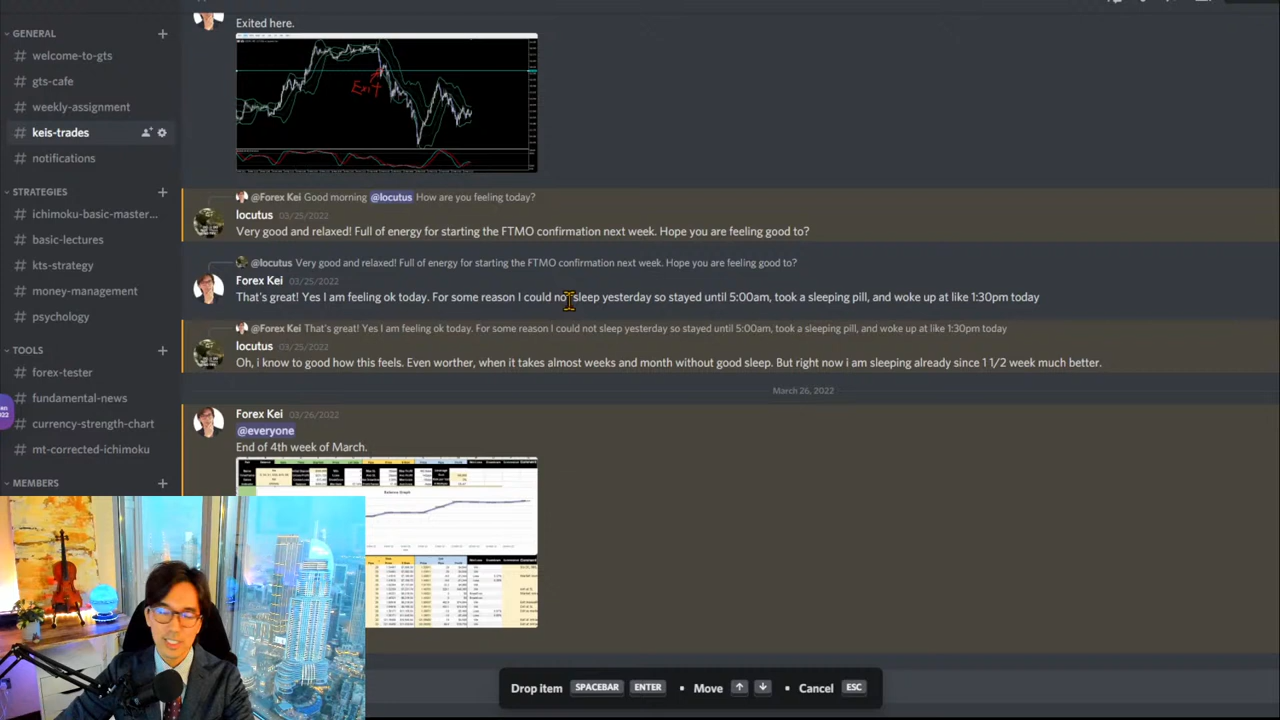 GENERAL
# welcome-to-gts
# gts-cafe
# weekly-assignment
# keis-trades
# notifications
STRATEGIES
# ichimoku-basic-master...
# basic-lectures
# kts-strategy
# money-management
# psychology
TOOLS
# forex-tester
# fundamental-news
# currency-strength-chart
# mt-corrected-ichimoku
MEMBERS
2022
Exited here.
Exit
@Forex Kei Good morning @locutus How are you feeling today?
locutus 03/25/2022
Very good and relaxed! Full of energy for starting the FTMO confirmation next week. Hope you are feeling good to?
@locutus Very good and relaxed! Full of energy for starting the FTMO confirmation next week. Hope you are feeling good to?
Forex Kei 03/25/2022
That's great! Yes I am feeling ok today. For some reason I could not sleep yesterday so stayed until 5:00am, took a sleeping pill, and woke up at like 1:30pm today
@Forex Kei That's great! Yes I am feeling ok today. For some reason I could not sleep yesterday so stayed until 5:00am, took a sleeping pill, and woke up at like 1:30pm today
locutus 03/25/2022
Oh, i know to good how this feels. Even worther, when it takes almost weeks and month without good sleep. But right now i am sleeping already since 1 1/2 week much better.
March 26, 2022
Forex Kei 03/26/2022
@everyone
End of 4th week of March.
Balance Graph
Drop item SPACEBAR ENTER • Move ↑ ↓ • Cancel ESC